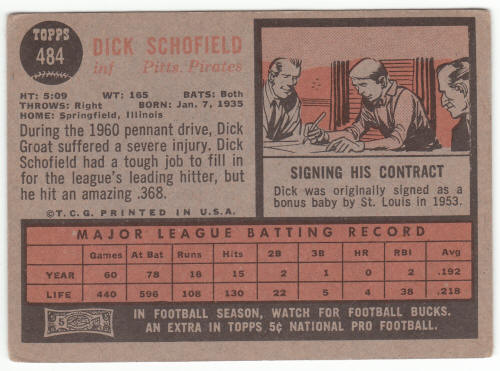 TOPPS
484
DICK SCHOFIELD
inf Pitts. Pirates
HT: 5:09 WT: 165 BATS: Both
THROWS: Right BORN: Jan. 7, 1935
HOME: Springfield, Illinois
During the 1960 pennant drive, Dick
Groat suffered a severe injury. Dick
Schofield had a tough job to fill in
for the league's leading hitter, but
he hit an amazing .368.
©T.C.G. PRINTED IN U.S.A.
SIGNING HIS CONTRACT
Dick was originally signed as a
bonus baby by St. Louis in 1953.
MAJOR LEAGUE BATTING RECORD
Games At Bat Runs Hits 2B 3B HR RBI Avg
YEAR 60 78 16 15 2 1 0 2 .192
LIFE 440 596 108 130 22 5 4 38 .218
5
IN FOOTBALL SEASON, WATCH FOR FOOTBALL BUCKS.
AN EXTRA IN TOPPS 5¢ NATIONAL PRO FOOTBALL.